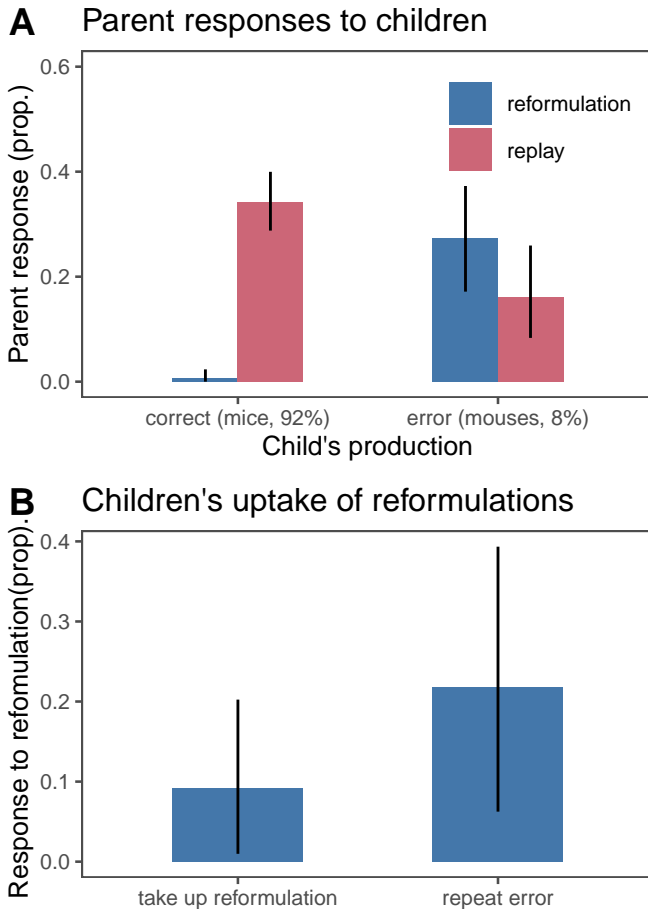 A Parent responses to children
0.6
0.4
0.2
0.0
Parent response (prop.)
reformulation
replay
correct (mice, 92%) error (mouses, 8%)
Child's production
B Children's uptake of reformulations
0.4
0.3
0.2
0.1
0.0
Response to refomulation(prop).
take up reformulation repeat error